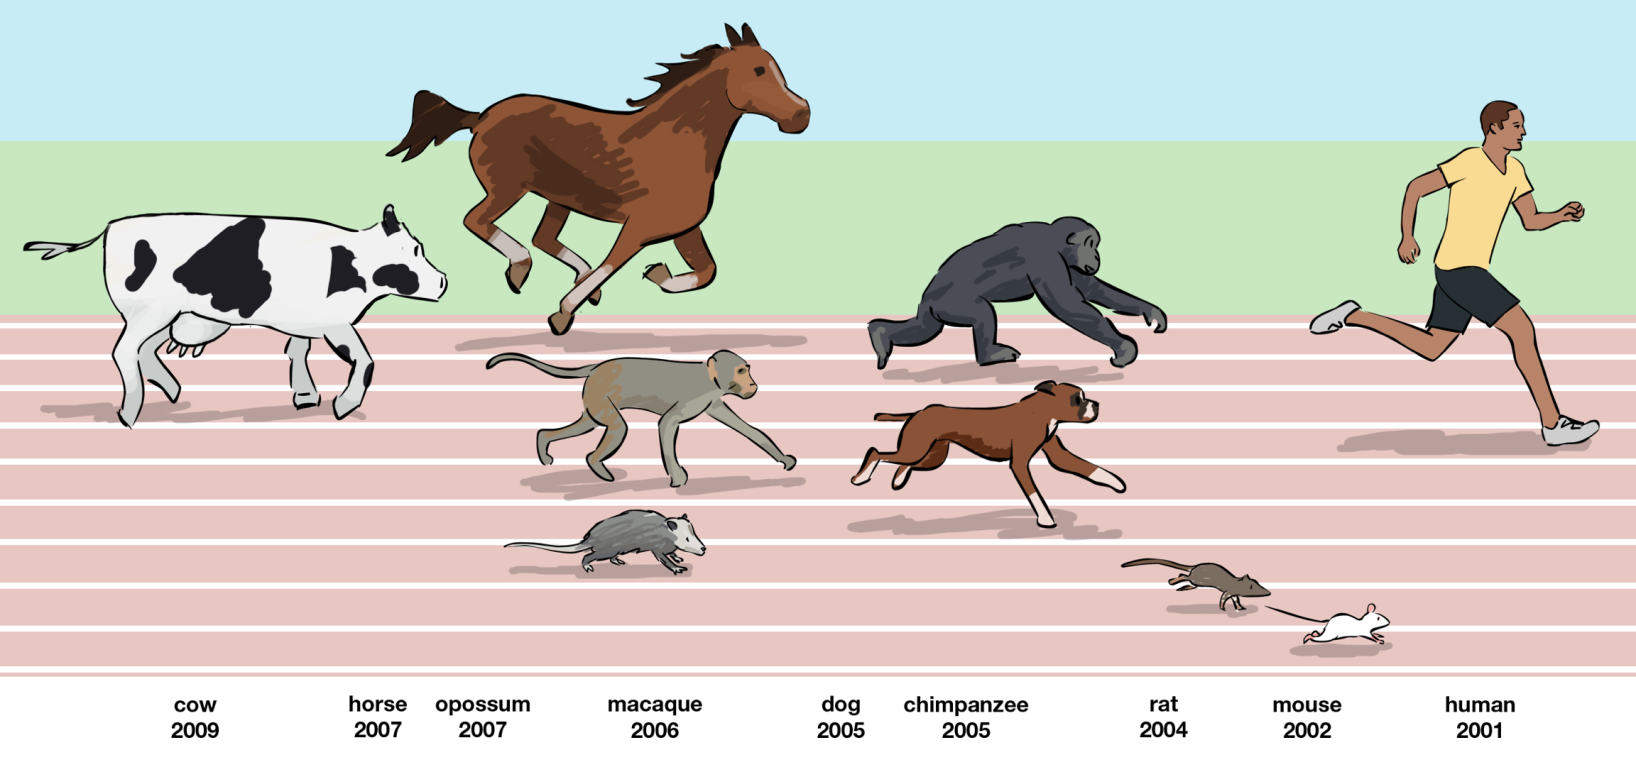 cow horse opossum macaque dog chimpanzee rat mouse human
2009 2007 2007 2006 2005 2005 2004 2002 2001